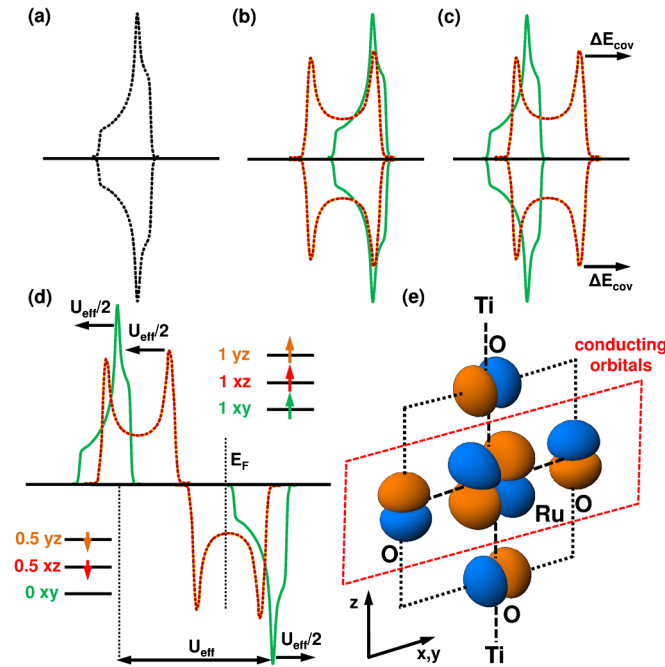 (a)
(b)
(c)
ΔE_cov
ΔE_cov
(d)
U_eff/2
U_eff/2
1 yz
1 xz
1 xy
E_F
0.5 yz
0.5 xz
0 xy
U_eff
U_eff/2
(e)
Ti
O
conducting
orbitals
O
Ru
O
O
z
x,y
Ti